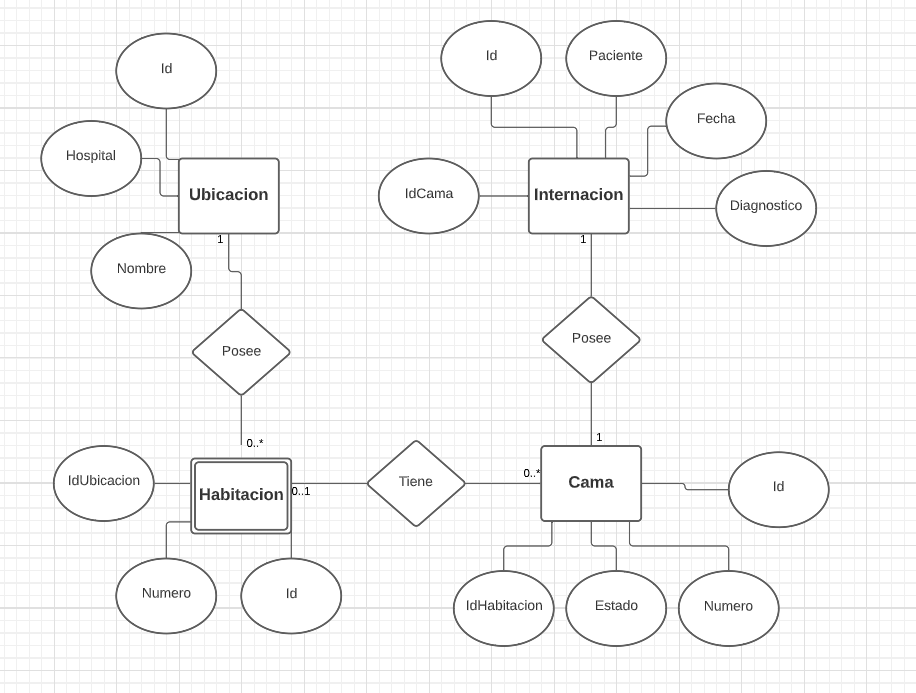 Id
Paciente
Id
Fecha
Hospital
Ubicacion
IdCama
Internacion
Diagnostico
1
1
Nombre
Posee
Posee
0..*
1
IdUbicacion
Habitacion
0..1
Tiene
0..*
Cama
Id
Numero
Id
IdHabitacion
Estado
Numero